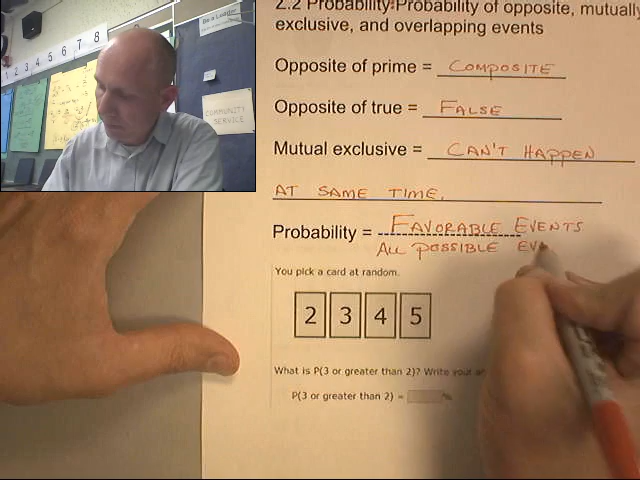 Be a Leader
1 2 3 4 5 6 7 8
COMMUNITY
SERVICE
2.2 Probability:Probability of opposite, mutually
exclusive, and overlapping events
Opposite of prime = COMPOSITE
Opposite of true = FALSE
Mutual exclusive = CAN'T HAPPEN
AT SAME TIME.
Probability = FAVORABLE EVENTS
ALL POSSIBLE EV
You pick a card at random.
2 3 4 5
What is P(3 or greater than 2)? Write your
P(3 or greater than 2) = %